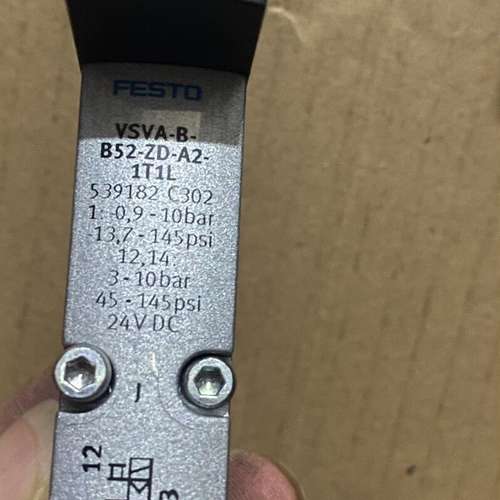 FESTO
VSVA-B-
B52-ZD-A2-
1T1L
539182 C302
1: 0,9-10bar
13,7-145psi
12,14:
3-10bar
45-145psi
24V DC
J
12
3